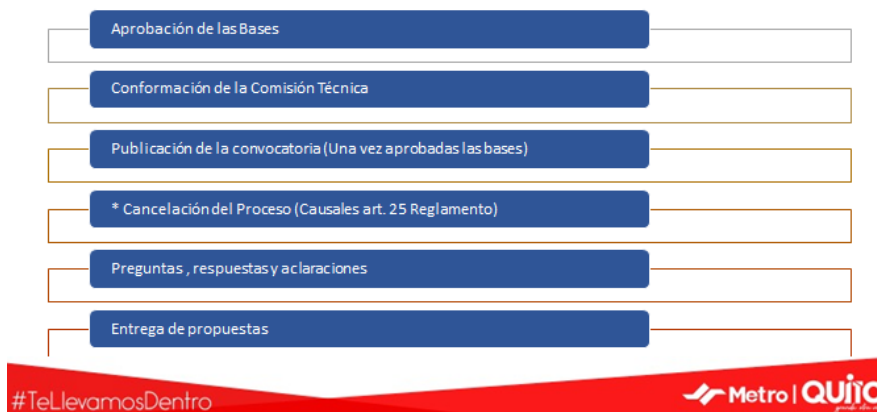 Aprobación de las Bases
Conformación de la Comisión Técnica
Publicación de la convocatoria (Una vez aprobadas las bases)
* Cancelación del Proceso (Causales art. 25 Reglamento)
Preguntas , respuestas y aclaraciones
Entrega de propuestas
#TeLlevamosDentro
Metro | QUITO